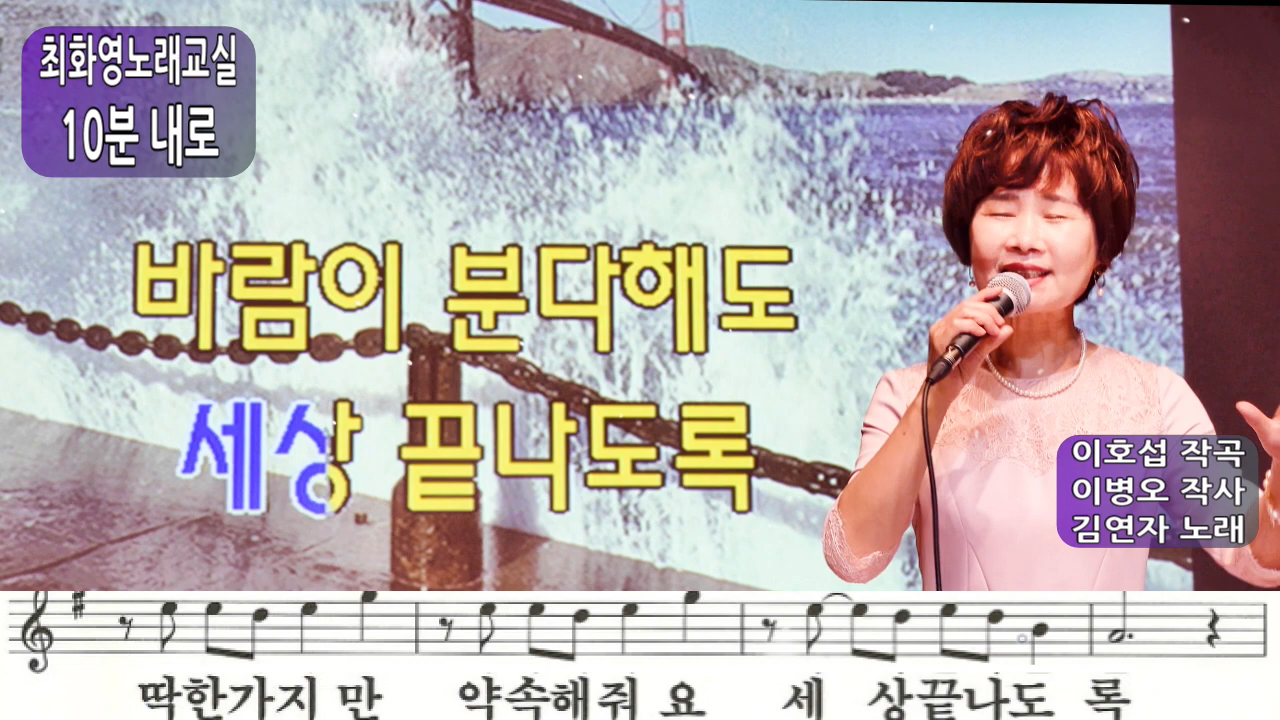 최화영노래교실
10분 내로
바람이 분다해도
세상 끝나도록
이호섭 작곡
이병오 작사
김연자 노래
딱한가지 만 약속해줘 요 세 상끝나도 록